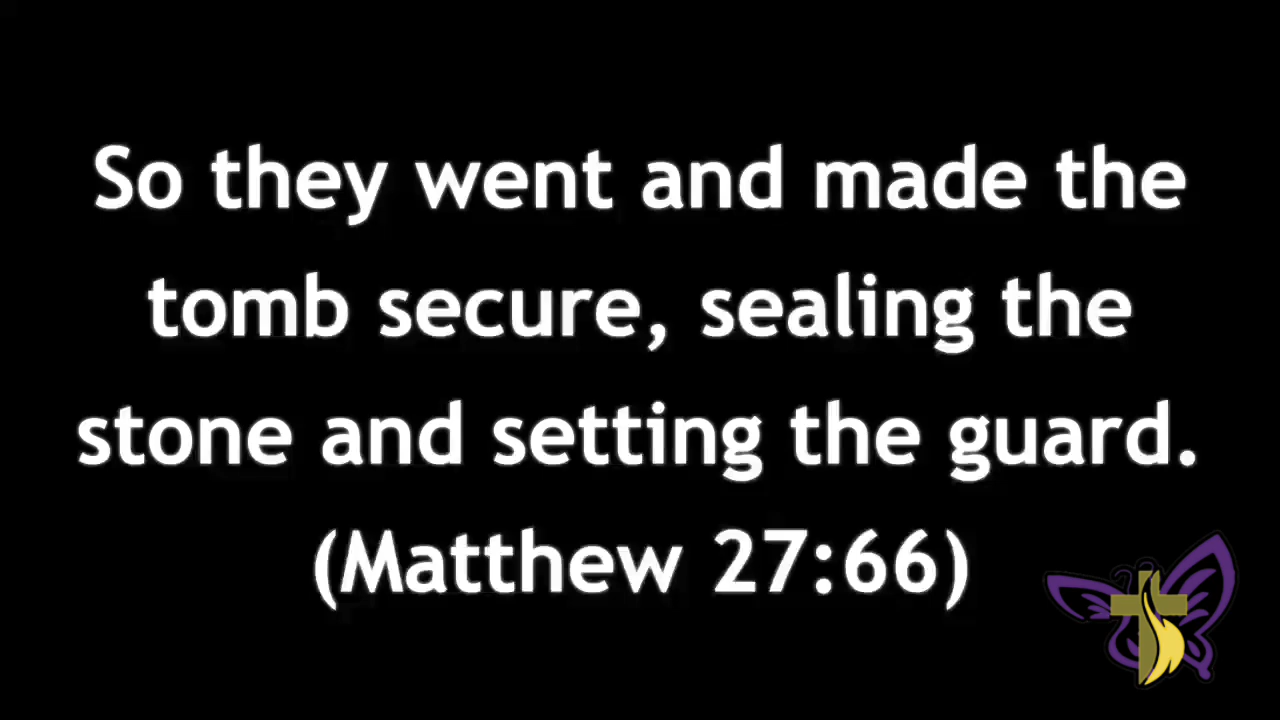 So they went and made the
tomb secure, sealing the
stone and setting the guard.
(Matthew 27:66)